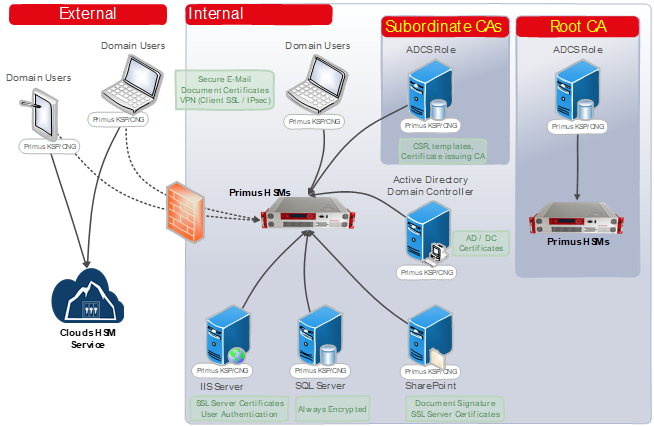 External
Internal
Subordinate CAs
Root CA
Domain Users
Domain Users
Domain Users
ADCS Role
ADCS Role
Secure E-Mail
Document Certificates
VPN (Client SSL / IPsec)
Primus KSP/CNG
Primus KSP/CNG
Primus KSP/CNG
Primus KSP/CNG
Primus KSP/CNG
CSR, templates,
Certificate issuing CA
Primus HSMs
Active Directory
Domain Controller
AD / DC
Certificates
Primus KSP/CNG
Primus HSMs
Clouds HSM
Service
Primus KSP/CNG
Primus KSP/CNG
Primus KSP/CNG
IIS Server
SQL Server
SharePoint
SSL Server Certificates
User Authentication
Always Encrypted
Document Signature
SSL Server Certificates